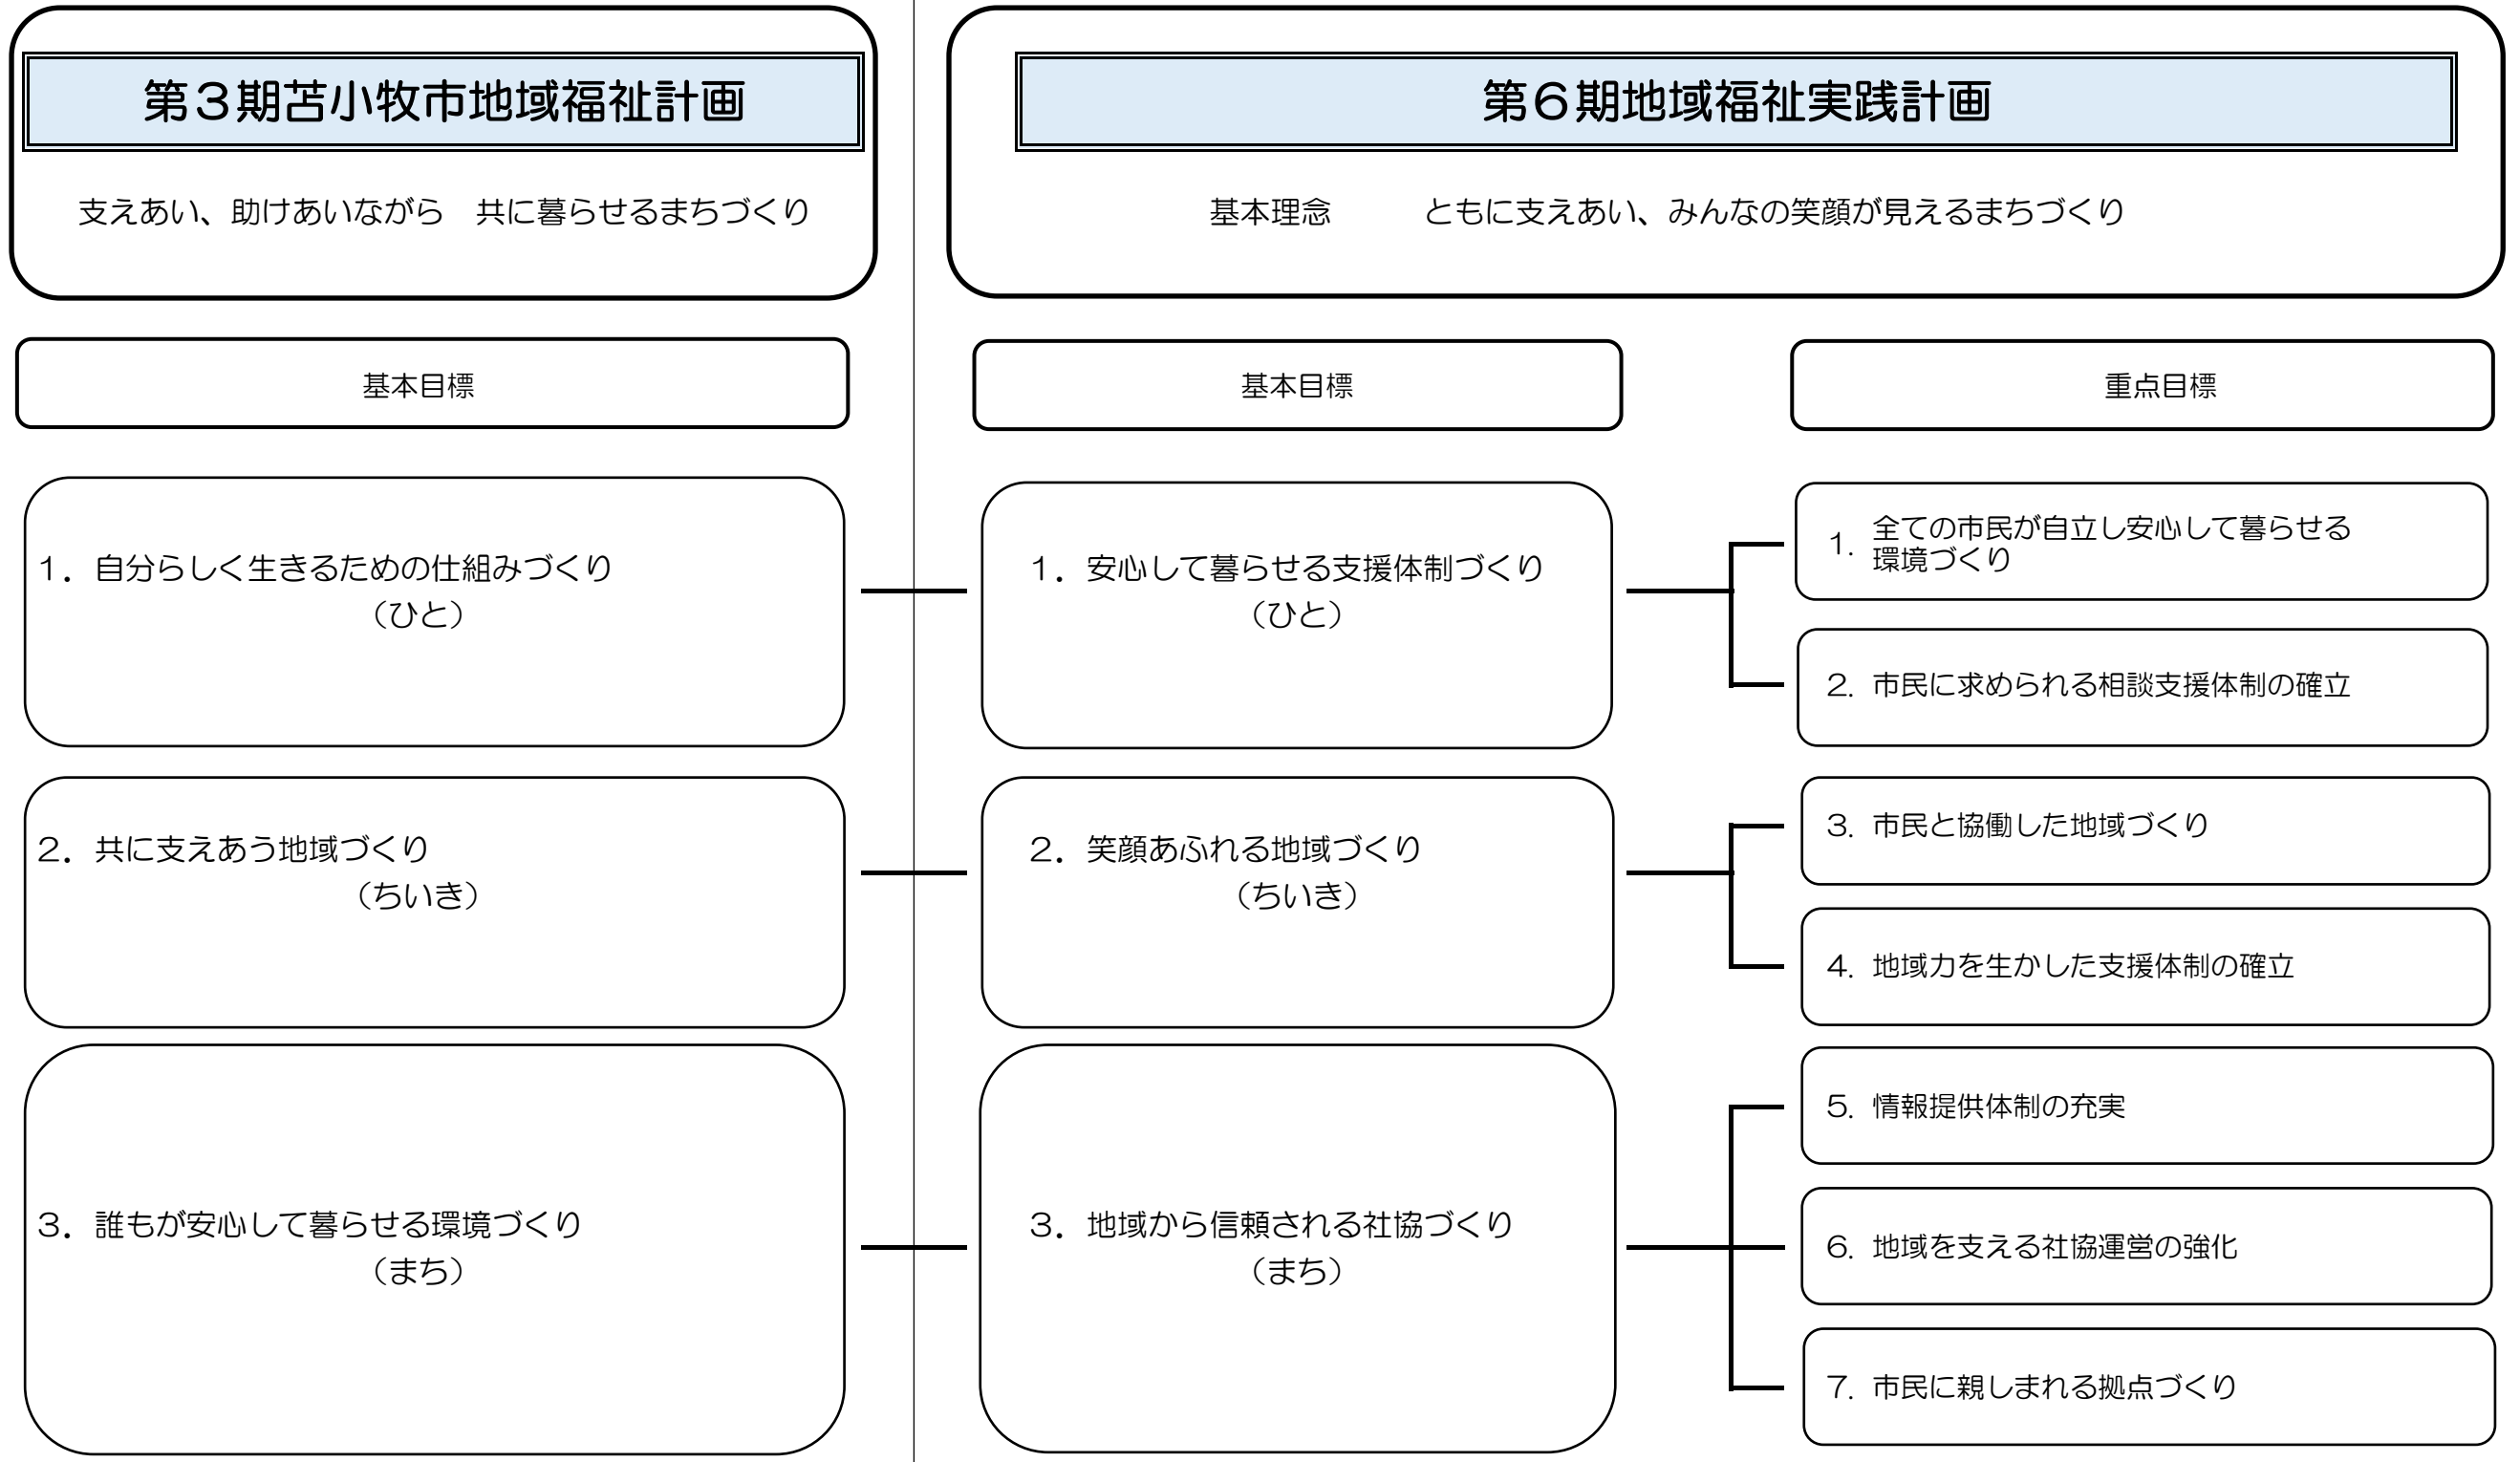 第３期苫小牧市地域福祉計画
支えあい、助けあいながら　共に暮らせるまちづくり
第６期地域福祉実践計画
基本理念　　　ともに支えあい、みんなの笑顔が見えるまちづくり
基本目標
基本目標
重点目標
１．自分らしく生きるための仕組みづくり
（ひと）
１．安心して暮らせる支援体制づくり
（ひと）
1. 全ての市民が自立し安心して暮らせる
環境づくり
2. 市民に求められる相談支援体制の確立
２．共に支えあう地域づくり
（ちいき）
２．笑顔あふれる地域づくり
（ちいき）
3. 市民と協働した地域づくり
4. 地域力を生かした支援体制の確立
３．誰もが安心して暮らせる環境づくり
（まち）
３．地域から信頼される社協づくり
（まち）
5. 情報提供体制の充実
6. 地域を支える社協運営の強化
7. 市民に親しまれる拠点づくり